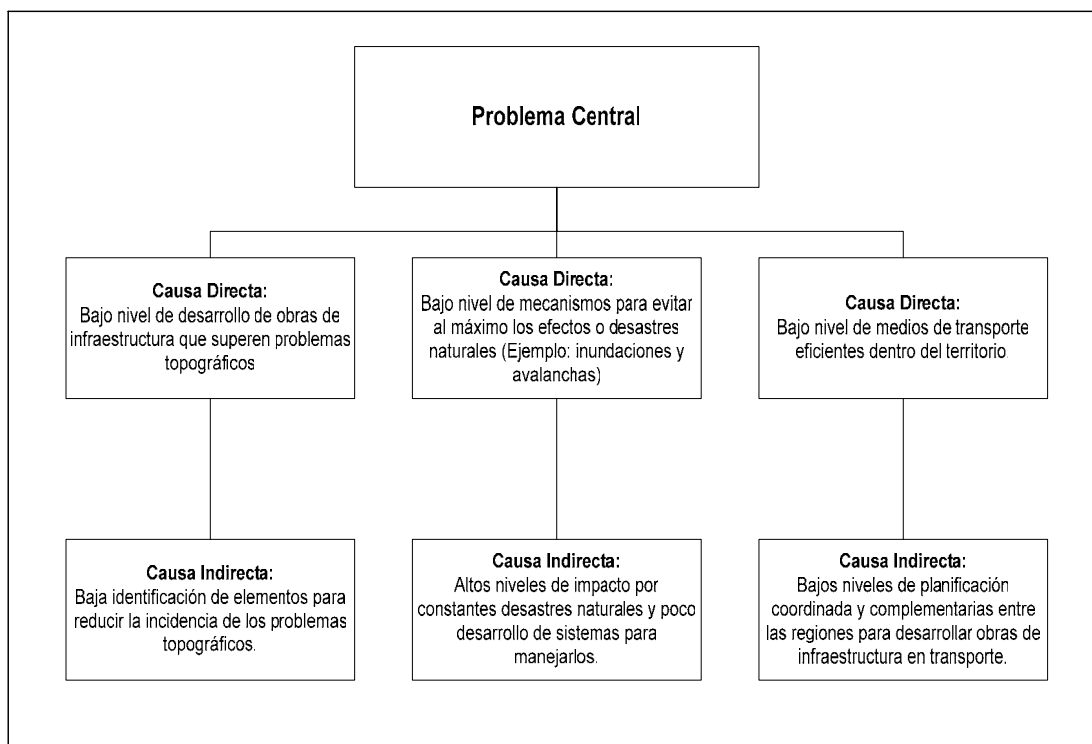 Problema Central
Causa Directa:
Bajo nivel de desarrollo de obras de
infraestructura que superen problemas
topográficos
Causa Directa:
Bajo nivel de mecanismos para evitar
al máximo los efectos o desastres
naturales (Ejemplo: inundaciones y
avalanchas)
Causa Directa:
Bajo nivel de medios de transporte
eficientes dentro del territorio.
Causa Indirecta:
Baja identificación de elementos para
reducir la incidencia de los problemas
topográficos.
Causa Indirecta:
Altos niveles de impacto por
constantes desastres naturales y poco
desarrollo de sistemas para
manejarlos.
Causa Indirecta:
Bajos niveles de planificación
coordinada y complementarias entre
las regiones para desarrollar obras de
infraestructura en transporte.